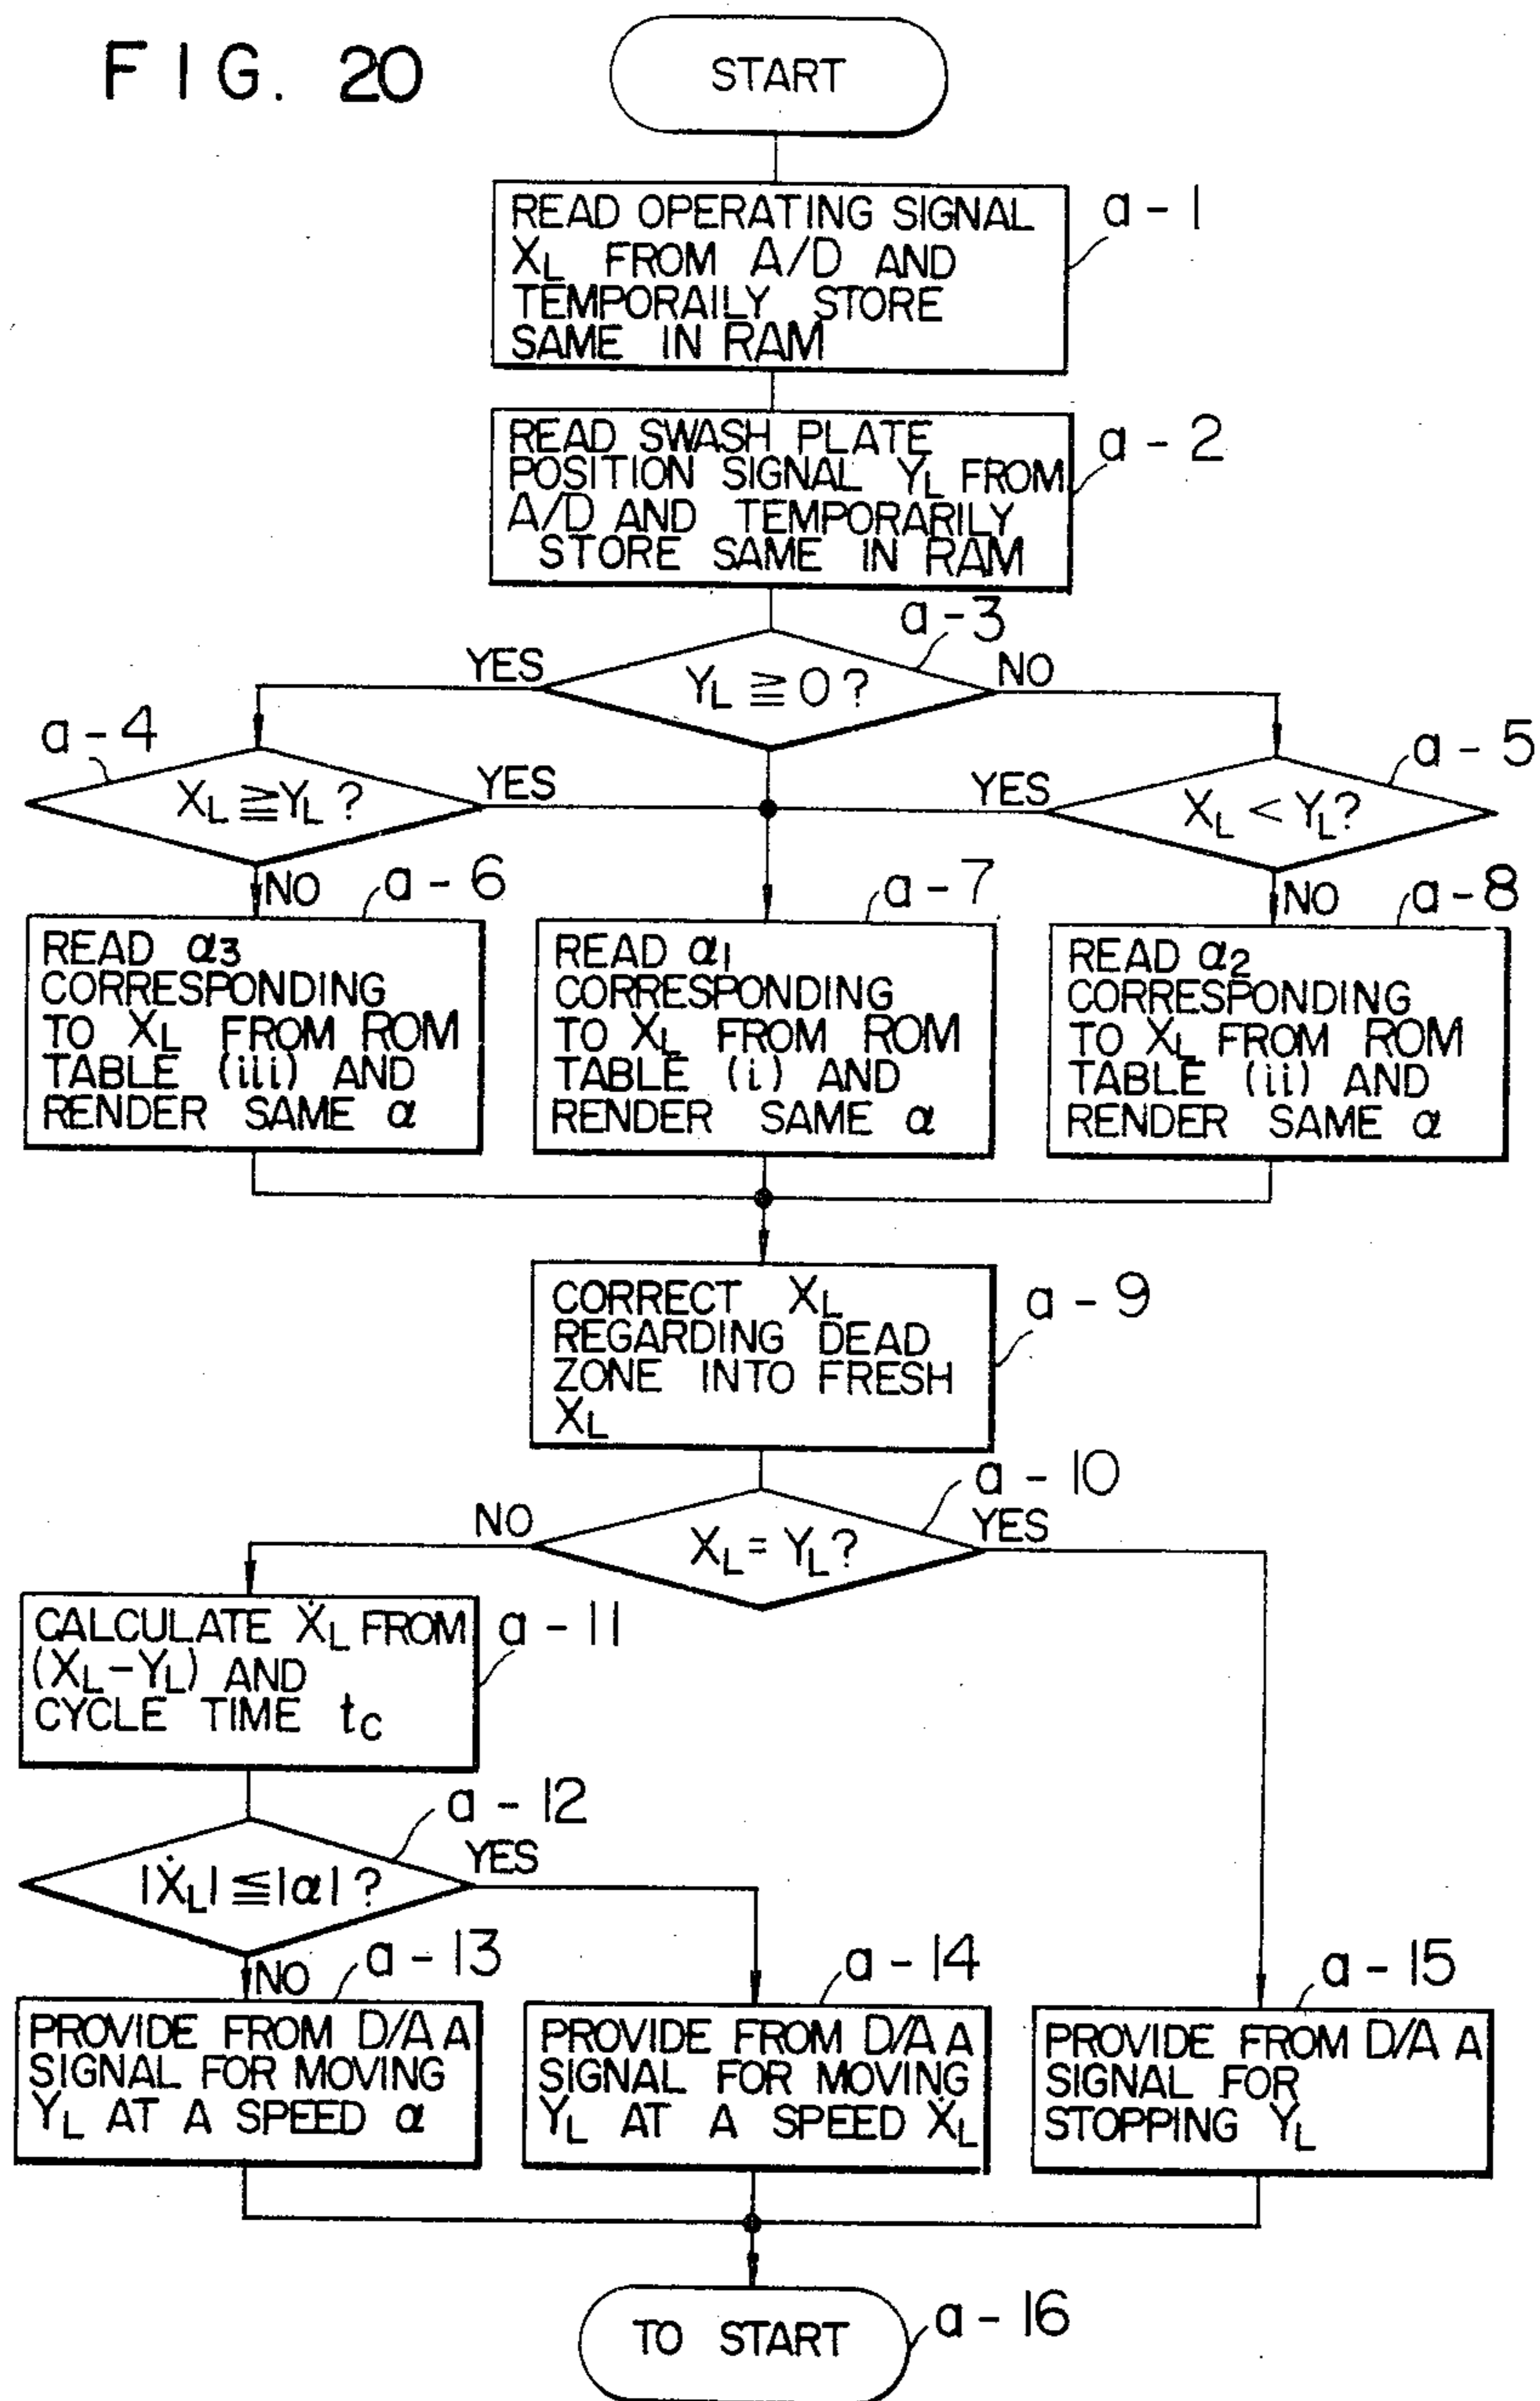 FIG. 20
START
READ OPERATING SIGNAL
XL FROM A/D AND
TEMPORAILY STORE
SAME IN RAM
a-1
READ SWASH PLATE
POSITION SIGNAL YL FROM
A/D AND TEMPORARILY
STORE SAME IN RAM
a-2
a-3
YES
YL ≧ 0?
NO
a-4
XL ≧ YL?
YES
YES
XL < YL?
a-5
NO
a-6
a-7
NO
a-8
READ α3
CORRESPONDING
TO XL FROM ROM
TABLE (iii) AND
RENDER SAME α
READ α1
CORRESPONDING
TO XL FROM ROM
TABLE (i) AND
RENDER SAME α
READ α2
CORRESPONDING
TO XL FROM ROM
TABLE (ii) AND
RENDER SAME α
CORRECT XL
REGARDING DEAD
ZONE INTO FRESH
XL
a-9
a-10
NO
XL = YL?
YES
CALCULATE ẊL FROM
(XL-YL) AND
CYCLE TIME tc
a-11
a-12
|ẊL| ≦ |α| ?
YES
NO
a-13
a-14
a-15
PROVIDE FROM D/A A
SIGNAL FOR MOVING
YL AT A SPEED α
PROVIDE FROM D/A A
SIGNAL FOR MOVING
YL AT A SPEED ẊL
PROVIDE FROM D/A A
SIGNAL FOR
STOPPING YL
TO START
a-16